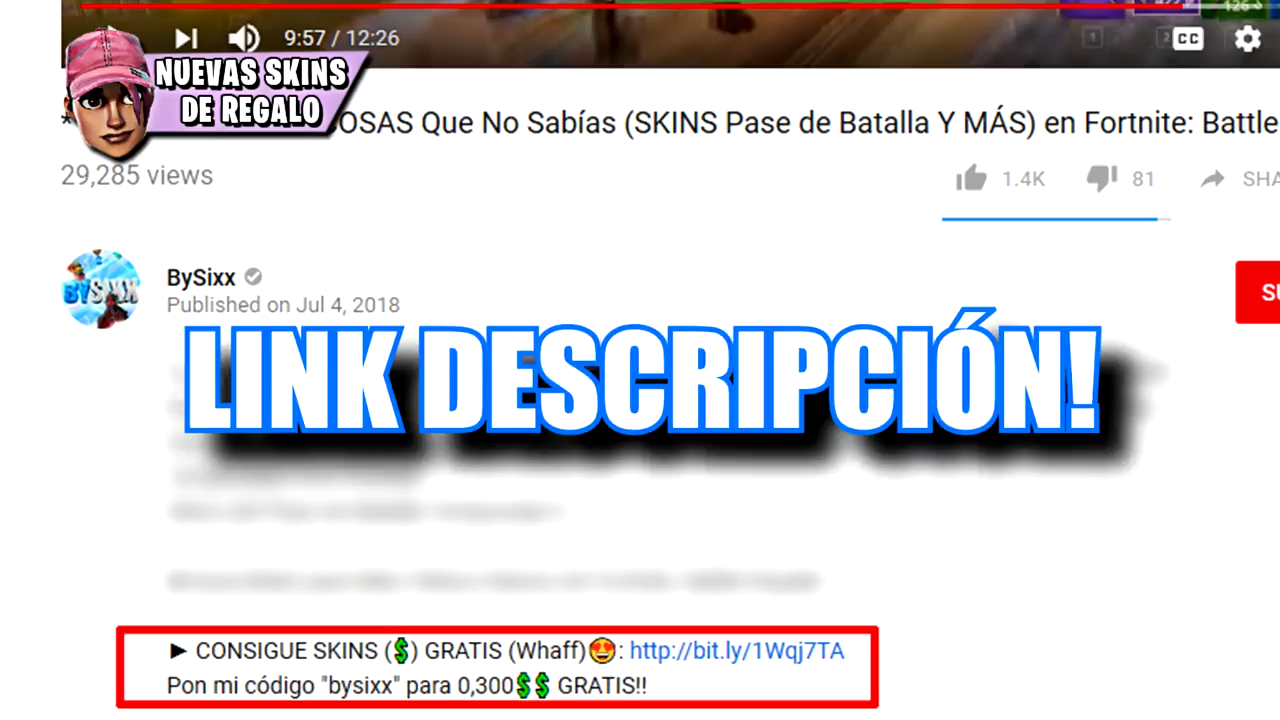 9:57 / 12:26
CC
NUEVAS SKINS
DE REGALO
OSAS Que No Sabías (SKINS Pase de Batalla Y MÁS) en Fortnite: Battle
29,285 views
1.4K
81
SHA
BySixx
Published on Jul 4, 2018
LINK DESCRIPCIÓN!
► CONSIGUE SKINS (💲) GRATIS (Whaff)🤩: http://bit.ly/1Wqj7TA
Pon mi código "bysixx" para 0,300💲💲 GRATIS!!